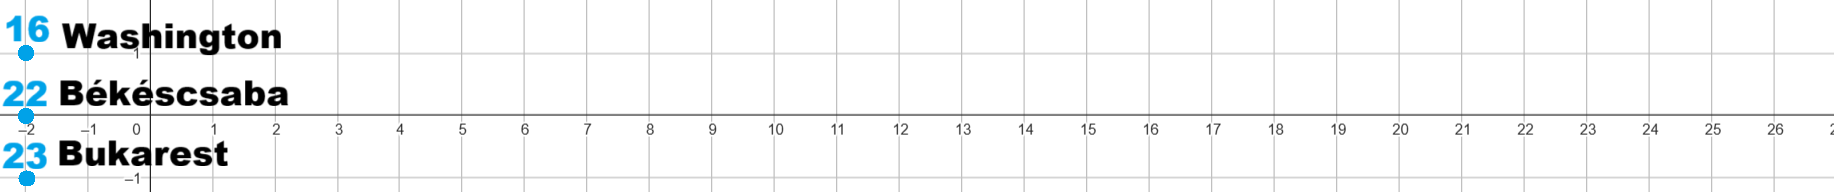 16 Washington
1
22 Békéscsaba
–2 –1 0 1 2 3 4 5 6 7 8 9 10 11 12 13 14 15 16 17 18 19 20 21 22 23 24 25 26
23 Bukarest
–1